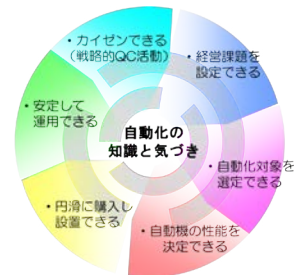 ・カイゼンできる
（戦略的QC活動）
・経営課題を
設定できる
・安定して
運用できる
自動化の
知識と気づき
・自動化対象を
選定できる
・円滑に購入し
設置できる
・自動機の性能を
決定できる